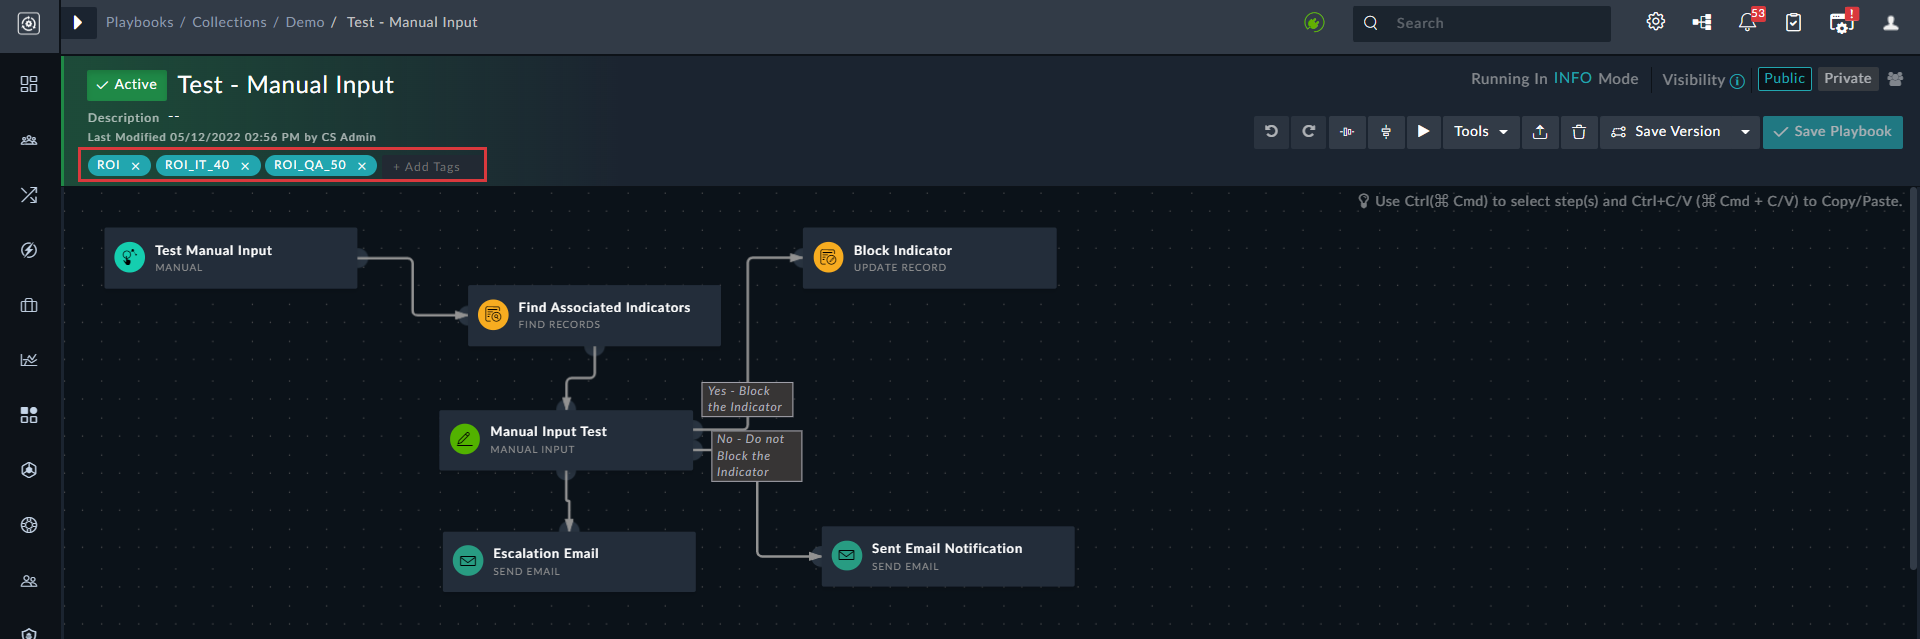 Playbooks / Collections / Demo / Test - Manual Input
Search
53
!
Active
Test - Manual Input
Running In INFO Mode
Visibility
Public
Private
Description --
Last Modified 05/12/2022 02:56 PM by CS Admin
Tools
Save Version
Save Playbook
ROI ×
ROI_IT_40 ×
ROI_QA_50 ×
+ Add Tags
Use Ctrl(⌘ Cmd) to select step(s) and Ctrl+C/V (⌘ Cmd + C/V) to Copy/Paste.
Test Manual Input
MANUAL
Block Indicator
UPDATE RECORD
Find Associated Indicators
FIND RECORDS
Yes - Block
the Indicator
Manual Input Test
MANUAL INPUT
No - Do not
Block the
Indicator
Escalation Email
SEND EMAIL
Sent Email Notification
SEND EMAIL